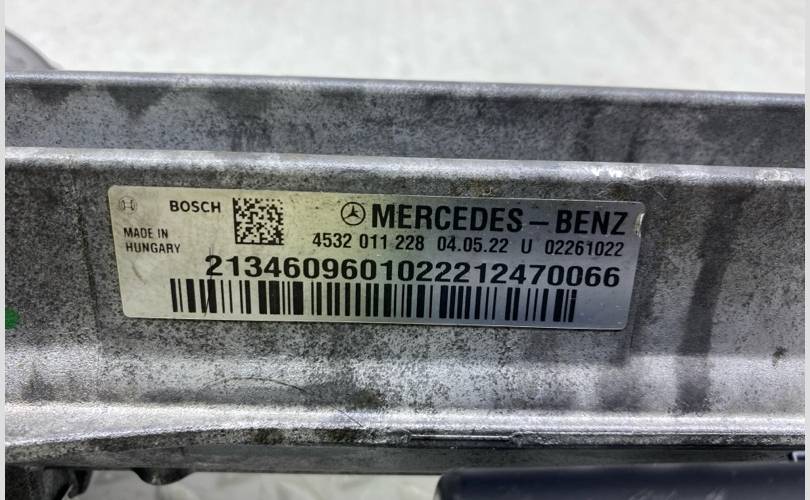 BOSCH
MERCEDES-BENZ
MADE IN
HUNGARY
4532 011 228 04.05.22 U 02261022
2134609601022212470066